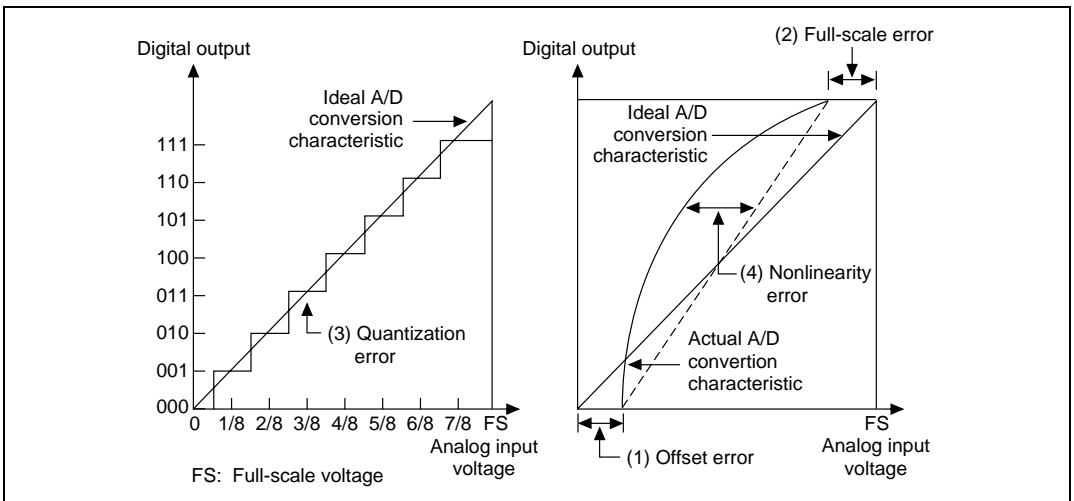 Digital output
Ideal A/D
conversion
characteristic
111
110
101
100
011
010
001
000
(3) Quantization
error
0 1/8 2/8 3/8 4/8 5/8 6/8 7/8 FS
Analog input
voltage
FS: Full-scale voltage
(2) Full-scale error
Digital output
Ideal A/D
conversion
characteristic
(4) Nonlinearity
error
Actual A/D
convertion
characteristic
FS
Analog input
voltage
(1) Offset error